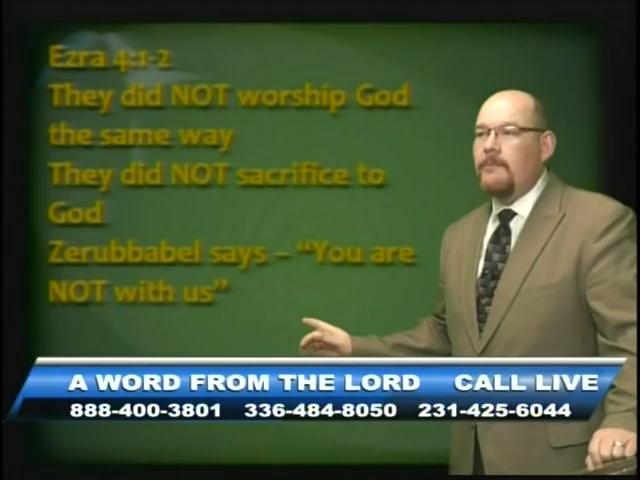 Ezra 4:1-2
They did NOT worship God
the same way
They did NOT sacrifice to
God
Zerubbabel says – “You are
NOT with us”
A WORD FROM THE LORD CALL LIVE
888-400-3801 336-484-8050 231-425-6044